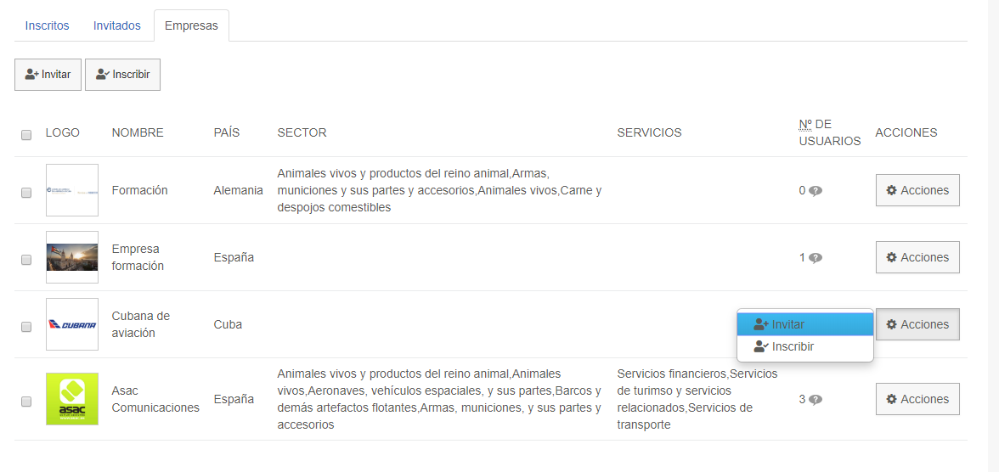 Inscritos Invitados Empresas
Invitar Inscribir
LOGO NOMBRE PAÍS SECTOR SERVICIOS Nº DE USUARIOS ACCIONES
Formación Alemania
Animales vivos y productos del reino animal,Armas,
municiones y sus partes y accesorios,Animales vivos,Carne y
despojos comestibles
0 Acciones
Empresa
formación
España 1 Acciones
CUBANA
Cubana de
aviación
Cuba
Invitar
Inscribir
Acciones
asac
Asac
Comunicaciones
España
Animales vivos y productos del reino animal,Animales
vivos,Aeronaves, vehículos espaciales, y sus partes,Barcos y
demás artefactos flotantes,Armas, municiones, y sus partes y
accesorios
Servicios financieros,Servicios
de turimso y servicios
relacionados,Servicios de
transporte
3 Acciones